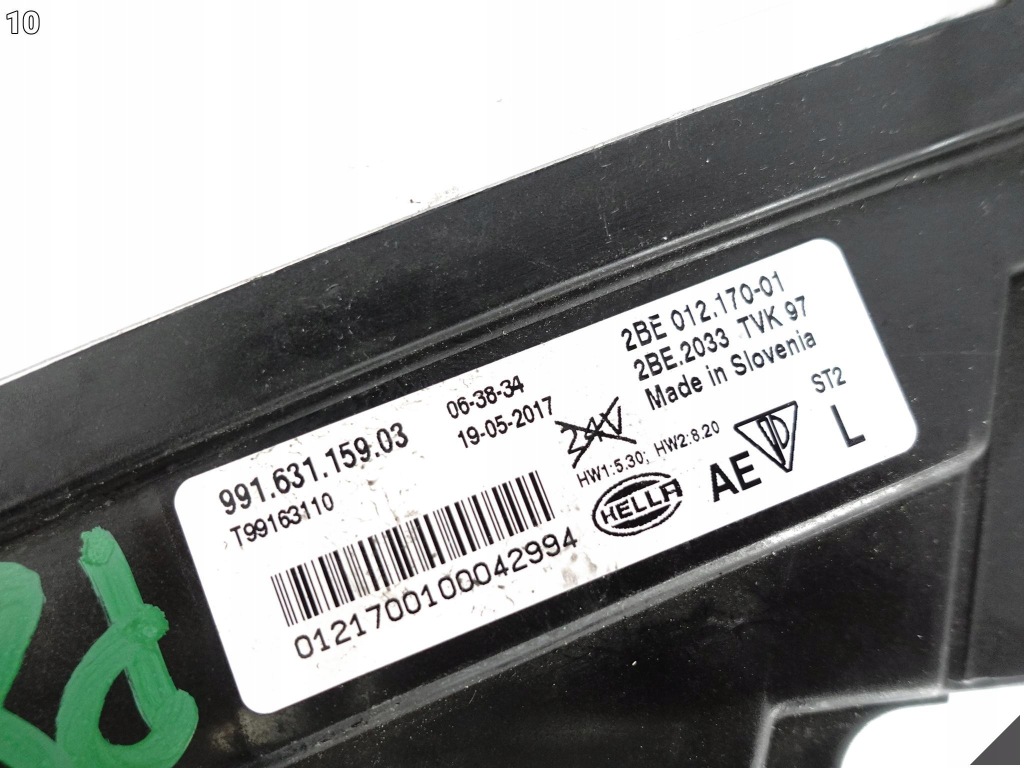 10
2BE 012.170-01
2BE.2033 TVK 97
Made in Slovenia
06-38-34
19-05-2017
24V
ST2
991.631.159.03
T99163110
HW1:5.30; HW2:8.20
HELLA
AE
L
0121700100042994